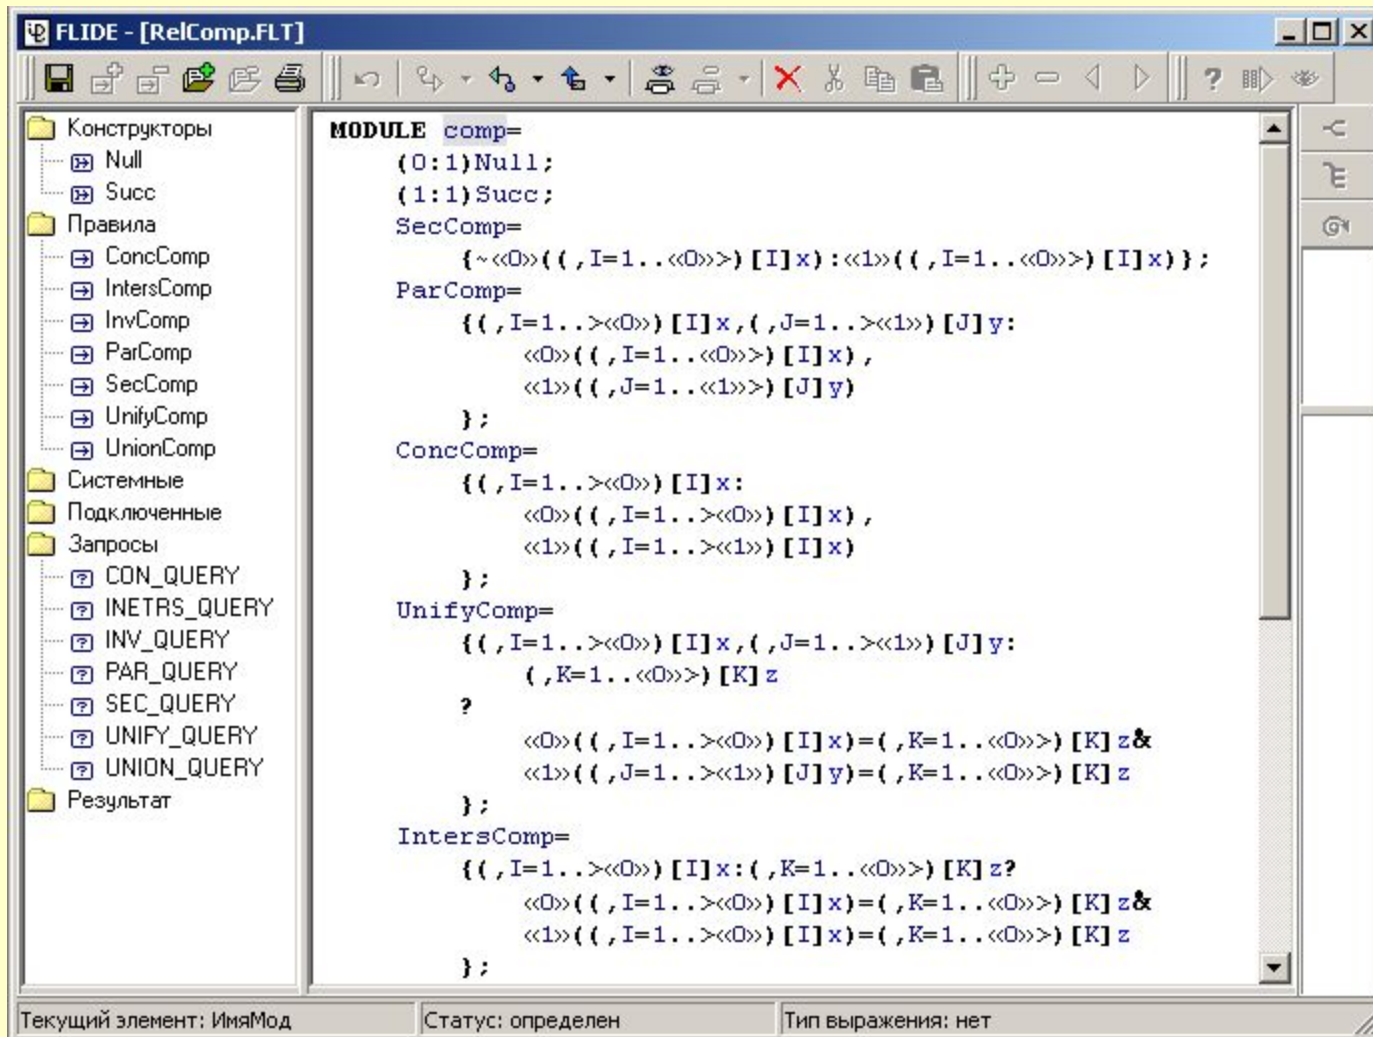 FLIDE - [RelComp.FLT]
Конструкторы
Null
Succ
Правила
ConcComp
IntersComp
InvComp
ParComp
SecComp
UnifyComp
UnionComp
Системные
Подключенные
Запросы
CON_QUERY
INETRS_QUERY
INV_QUERY
PAR_QUERY
SEC_QUERY
UNIFY_QUERY
UNION_QUERY
Результат
MODULE comp=
(0:1)Null;
(1:1)Succ;
SecComp=
{~«0»((,I=1..«0»>)[I]x):«1»((,I=1..«0»>)[I]x)};
ParComp=
{(,I=1..>«0»)[I]x,(,J=1..>«1»)[J]y:
«0»((,I=1..«0»>)[I]x),
«1»((,J=1..«1»>)[J]y)
};
ConcComp=
{(,I=1..>«0»)[I]x:
«0»((,I=1..>«0»)[I]x),
«1»((,I=1..>«1»)[I]x)
};
UnifyComp=
{(,I=1..>«0»)[I]x,(,J=1..>«1»)[J]y:
(,K=1..«0»>)[K]z
?
«0»((,I=1..>«0»)[I]x)=(,K=1..«0»>)[K]z&
«1»((,J=1..>«1»)[J]y)=(,K=1..«0»>)[K]z
};
IntersComp=
{(,I=1..>«0»)[I]x:(,K=1..«0»>)[K]z?
«0»((,I=1..>«0»)[I]x)=(,K=1..«0»>)[K]z&
«1»((,I=1..>«0»)[I]x)=(,K=1..«0»>)[K]z
};
Текущий элемент: ИмяМод
Статус: определен
Тип выражения: нет